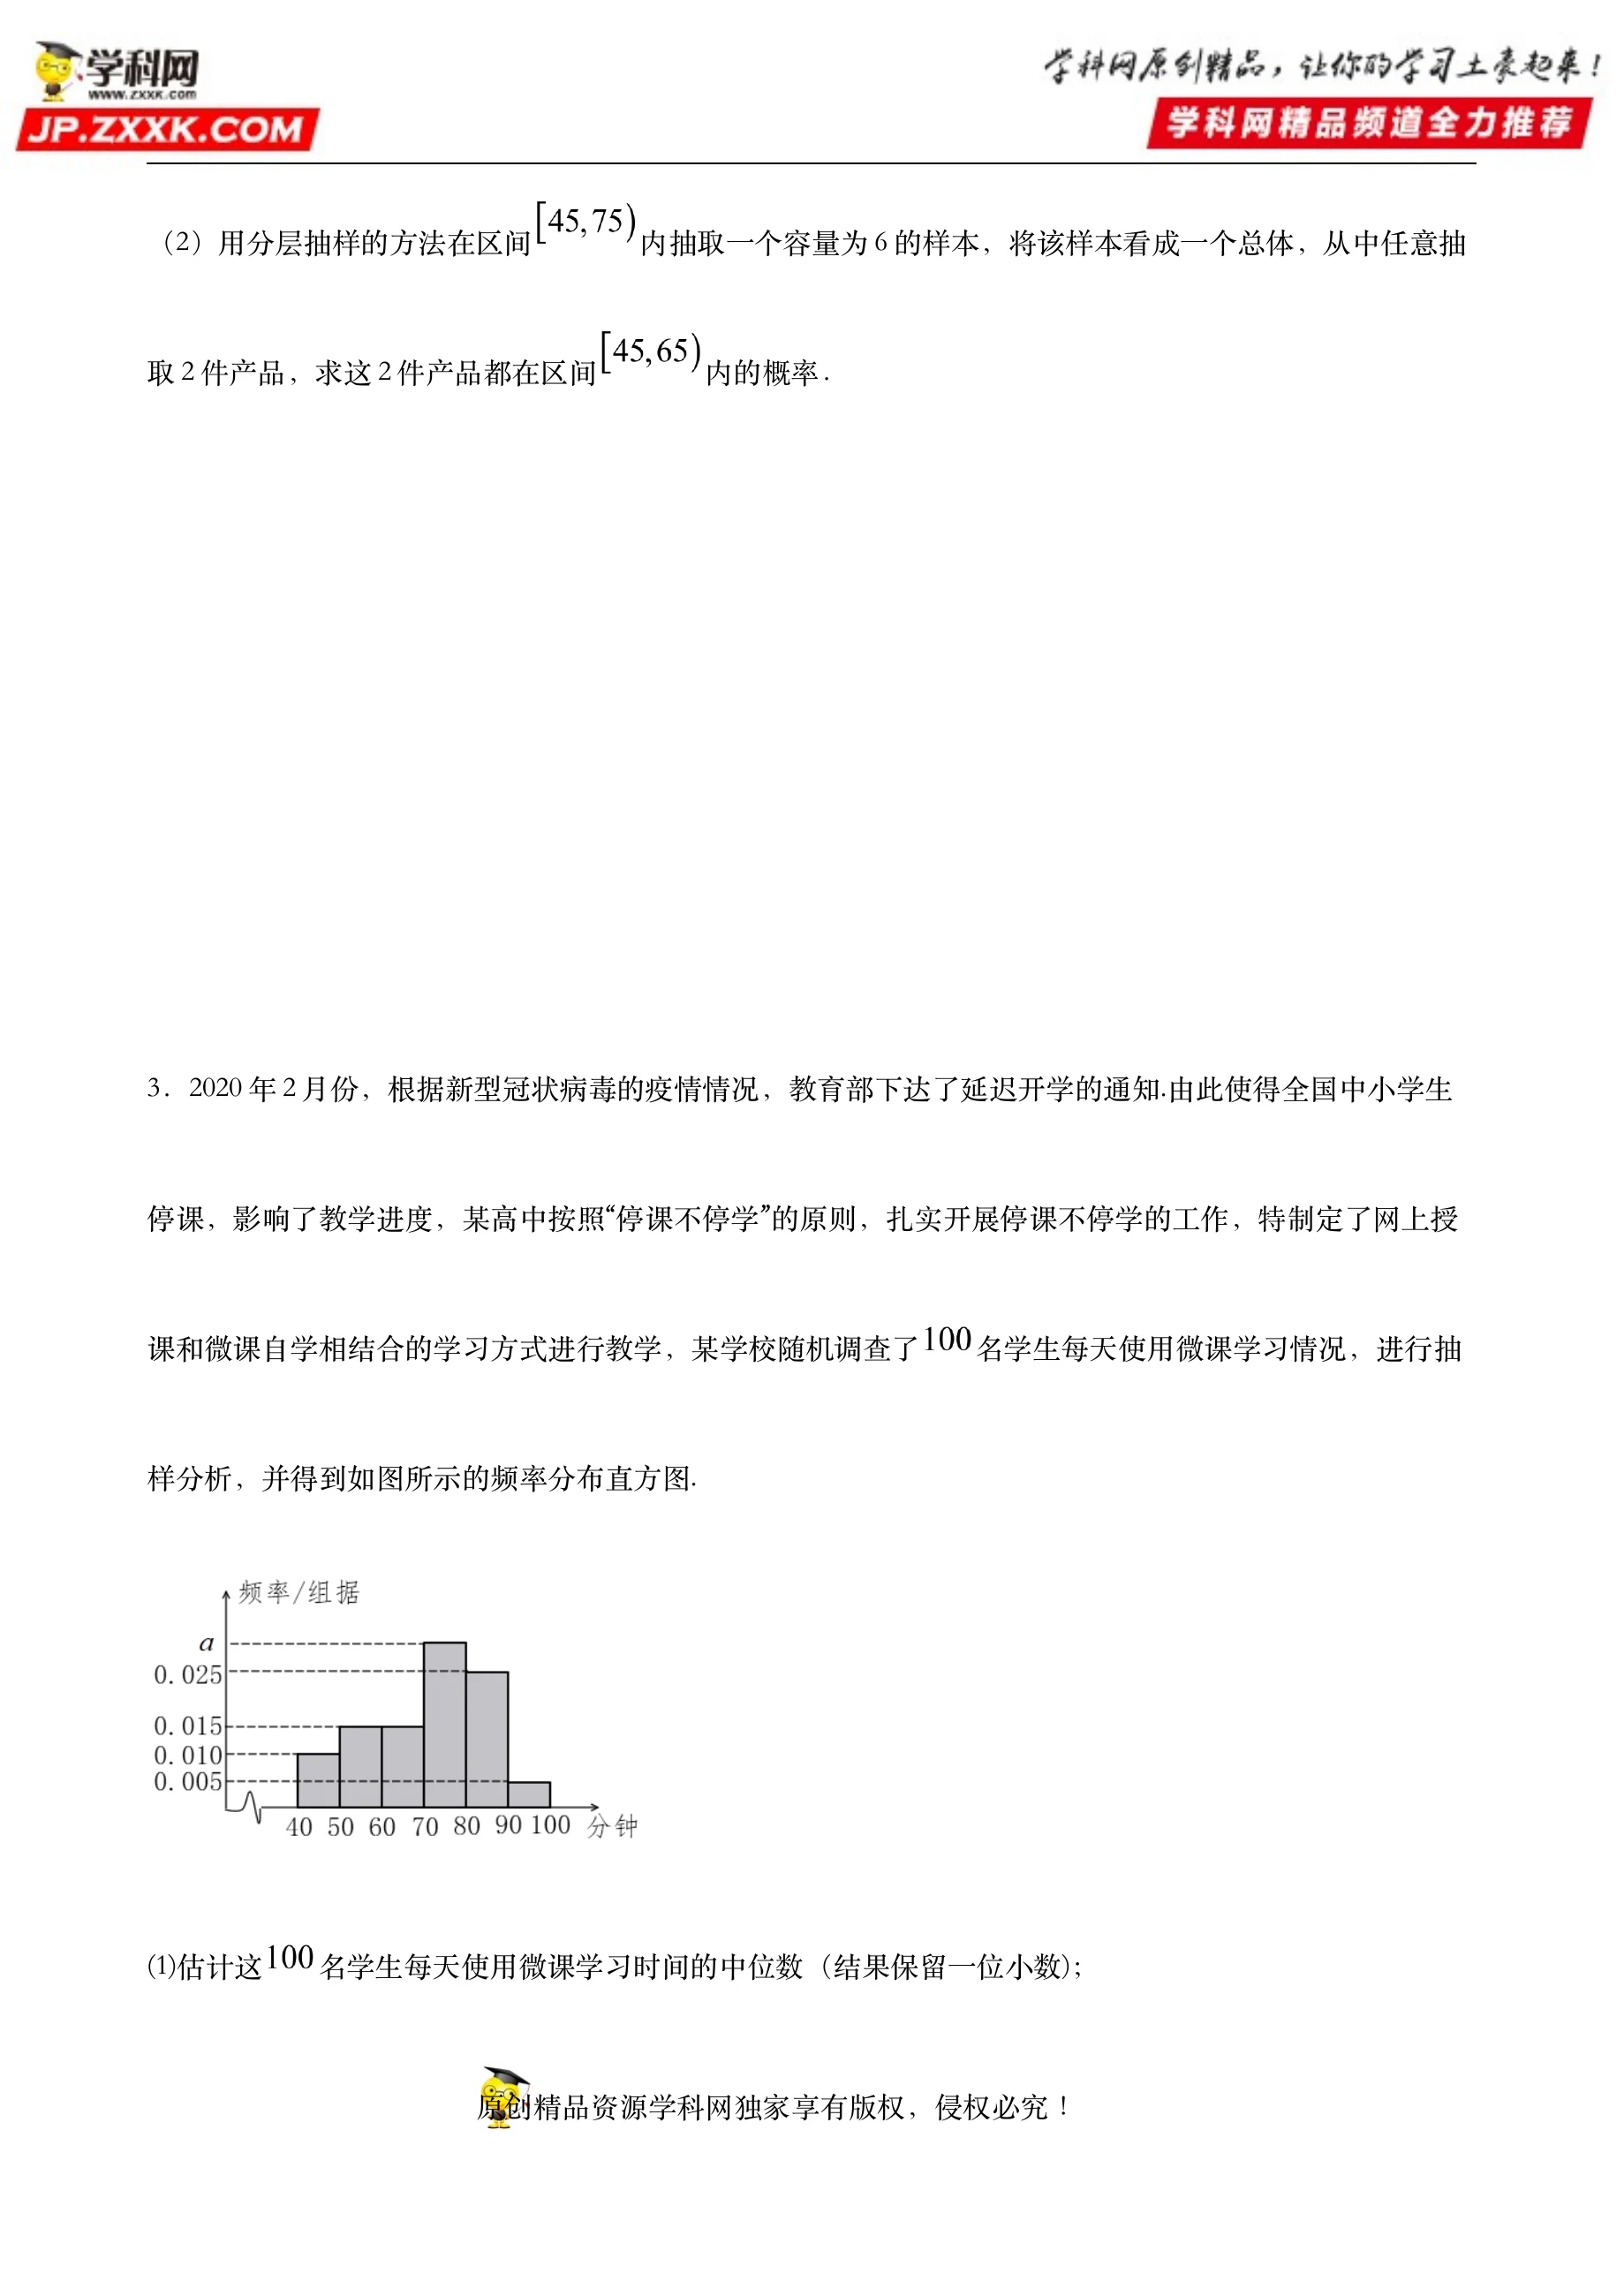 学科网
www.zxxk.com
JP.ZXXK.COM
学科网原创精品，让你的学习土豪起来！
学科网精品频道全力推荐
（2）用分层抽样的方法在区间[45,75)内抽取一个容量为6的样本，将该样本看成一个总体，从中任意抽
取2件产品，求这2件产品都在区间[45,65)内的概率.
3．2020年2月份，根据新型冠状病毒的疫情情况，教育部下达了延迟开学的通知.由此使得全国中小学生
停课，影响了教学进度，某高中按照“停课不停学”的原则，扎实开展停课不停学的工作，特制定了网上授
课和微课自学相结合的学习方式进行教学，某学校随机调查了100名学生每天使用微课学习情况，进行抽
样分析，并得到如图所示的频率分布直方图.
频率/组据
a
0.025
0.015
0.010
0.005
40 50 60 70 80 90 100 分钟
⑴估计这100名学生每天使用微课学习时间的中位数（结果保留一位小数）；
原创精品资源学科网独家享有版权，侵权必究！